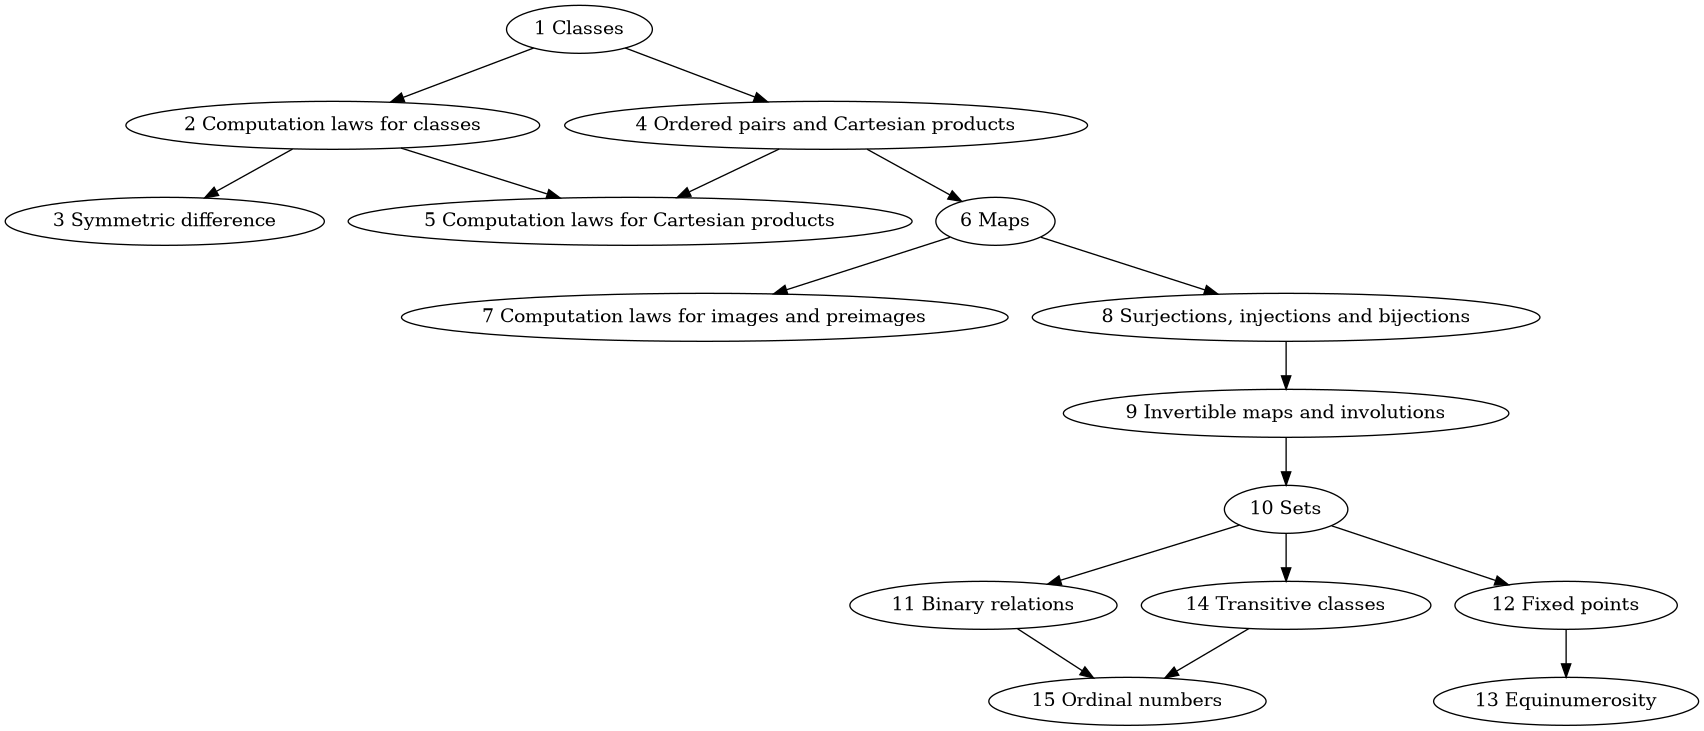 1 Classes
2 Computation laws for classes
4 Ordered pairs and Cartesian products
3 Symmetric difference
5 Computation laws for Cartesian products
6 Maps
7 Computation laws for images and preimages
8 Surjections, injections and bijections
9 Invertible maps and involutions
10 Sets
11 Binary relations
14 Transitive classes
12 Fixed points
15 Ordinal numbers
13 Equinumerosity